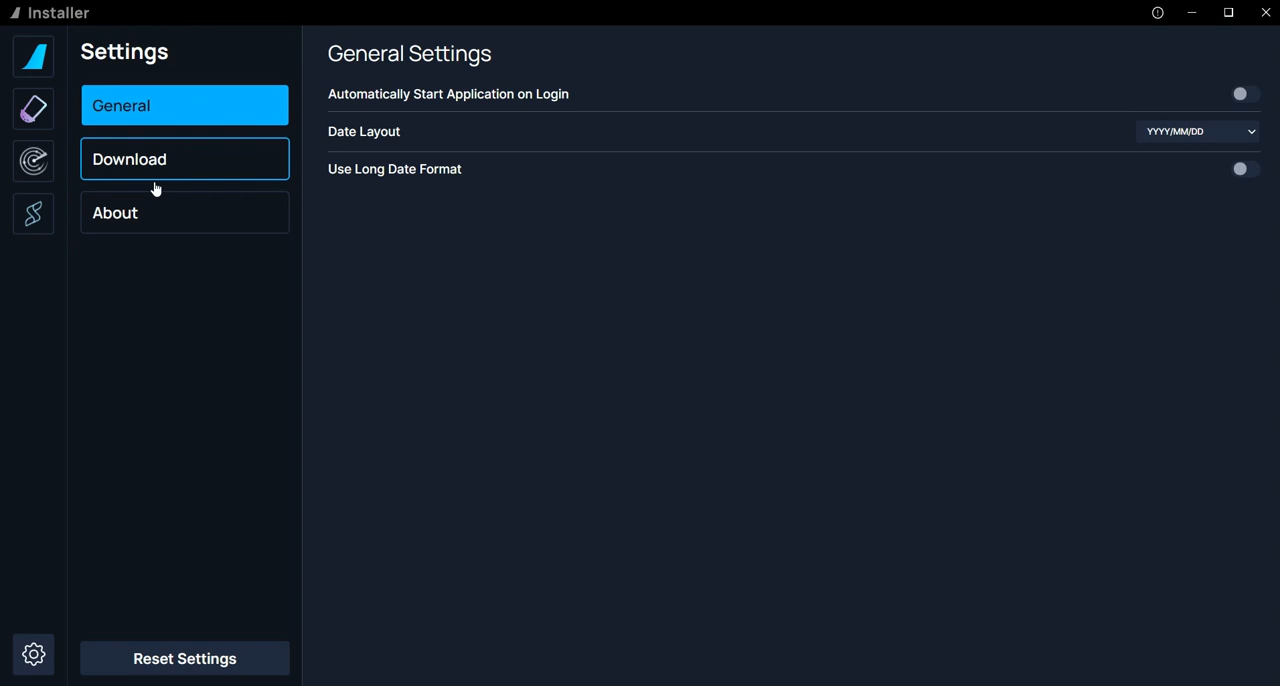 Installer
Settings
General
Download
About
Reset Settings
General Settings
Automatically Start Application on Login
Date Layout
YYYY/MM/DD
Use Long Date Format